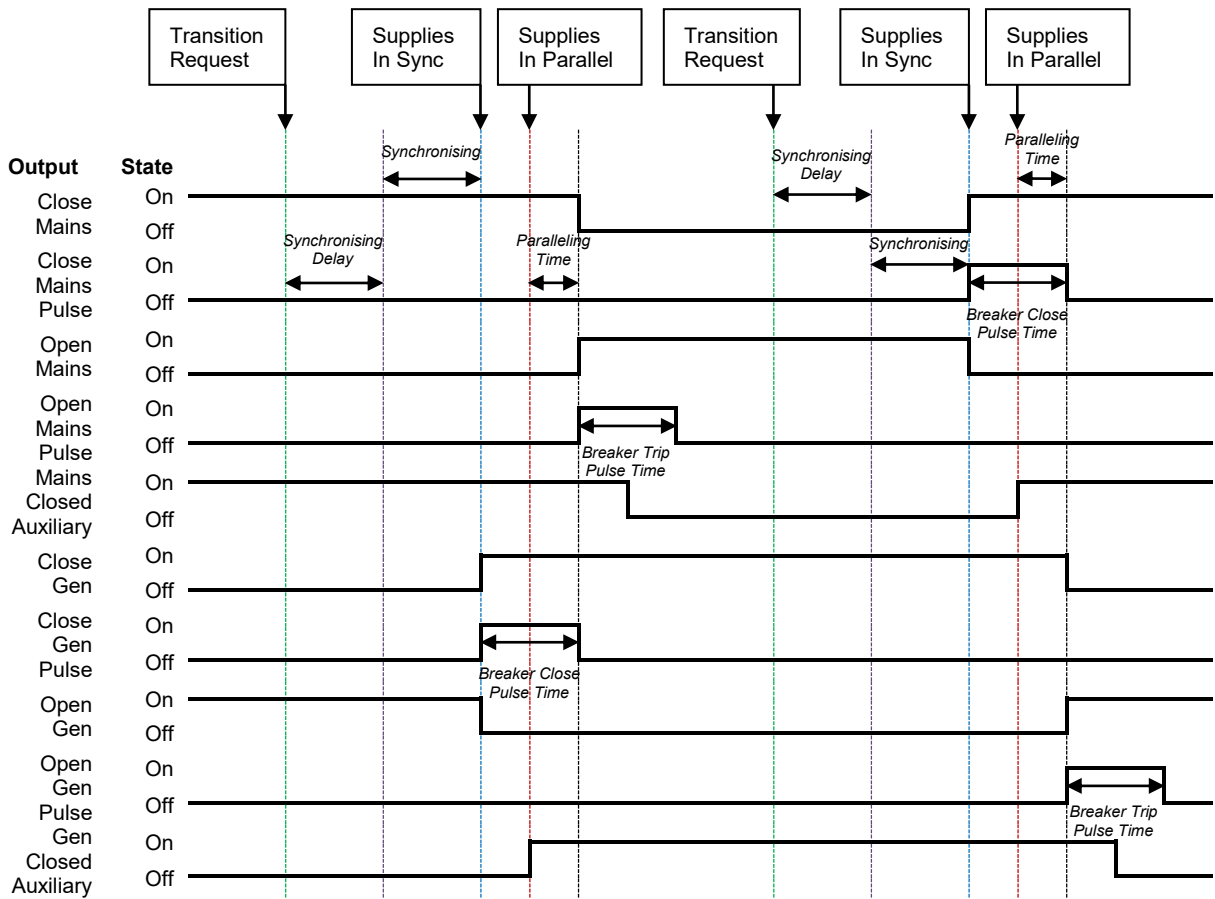 Transition
Request
Supplies
In Sync
Supplies
In Parallel
Transition
Request
Supplies
In Sync
Supplies
In Parallel
Output
State
Synchronising
Synchronising
Delay
Paralleling
Time
Close
Mains
On
Off
Synchronising
Delay
Paralleling
Time
Synchronising
Close
Mains
Pulse
On
Off
Breaker Close
Pulse Time
Open
Mains
On
Off
Open
Mains
Pulse
On
Off
Breaker Trip
Pulse Time
Mains
Closed
Auxiliary
On
Off
Close
Gen
On
Off
Close
Gen
Pulse
On
Off
Breaker Close
Pulse Time
Open
Gen
On
Off
Open
Gen
Pulse
On
Off
Breaker Trip
Pulse Time
Gen
Closed
Auxiliary
On
Off